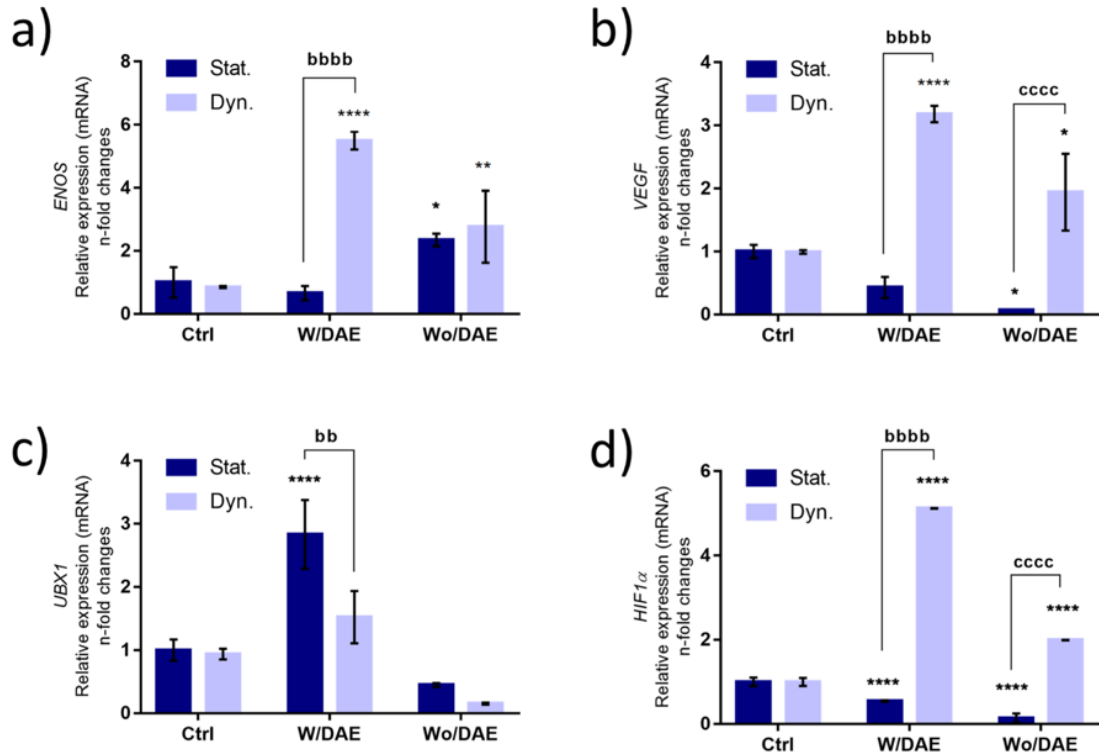 a)
ENOS
Relative expression (mRNA)
n-fold changes
8
6
4
2
0
Stat.
Dyn.
bbbb
****
*
**
Ctrl
W/DAE
Wo/DAE
b)
VEGF
Relative expression (mRNA)
n-fold changes
4
3
2
1
0
Stat.
Dyn.
bbbb
****
cccc
*
*
Ctrl
W/DAE
Wo/DAE
c)
UBX1
Relative expression (mRNA)
n-fold changes
4
3
2
1
0
Stat.
Dyn.
bb
****
Ctrl
W/DAE
Wo/DAE
d)
HIF1α
Relative expression (mRNA)
n-fold changes
6
4
2
0
Stat.
Dyn.
bbbb
****
cccc
****
****
****
Ctrl
W/DAE
Wo/DAE